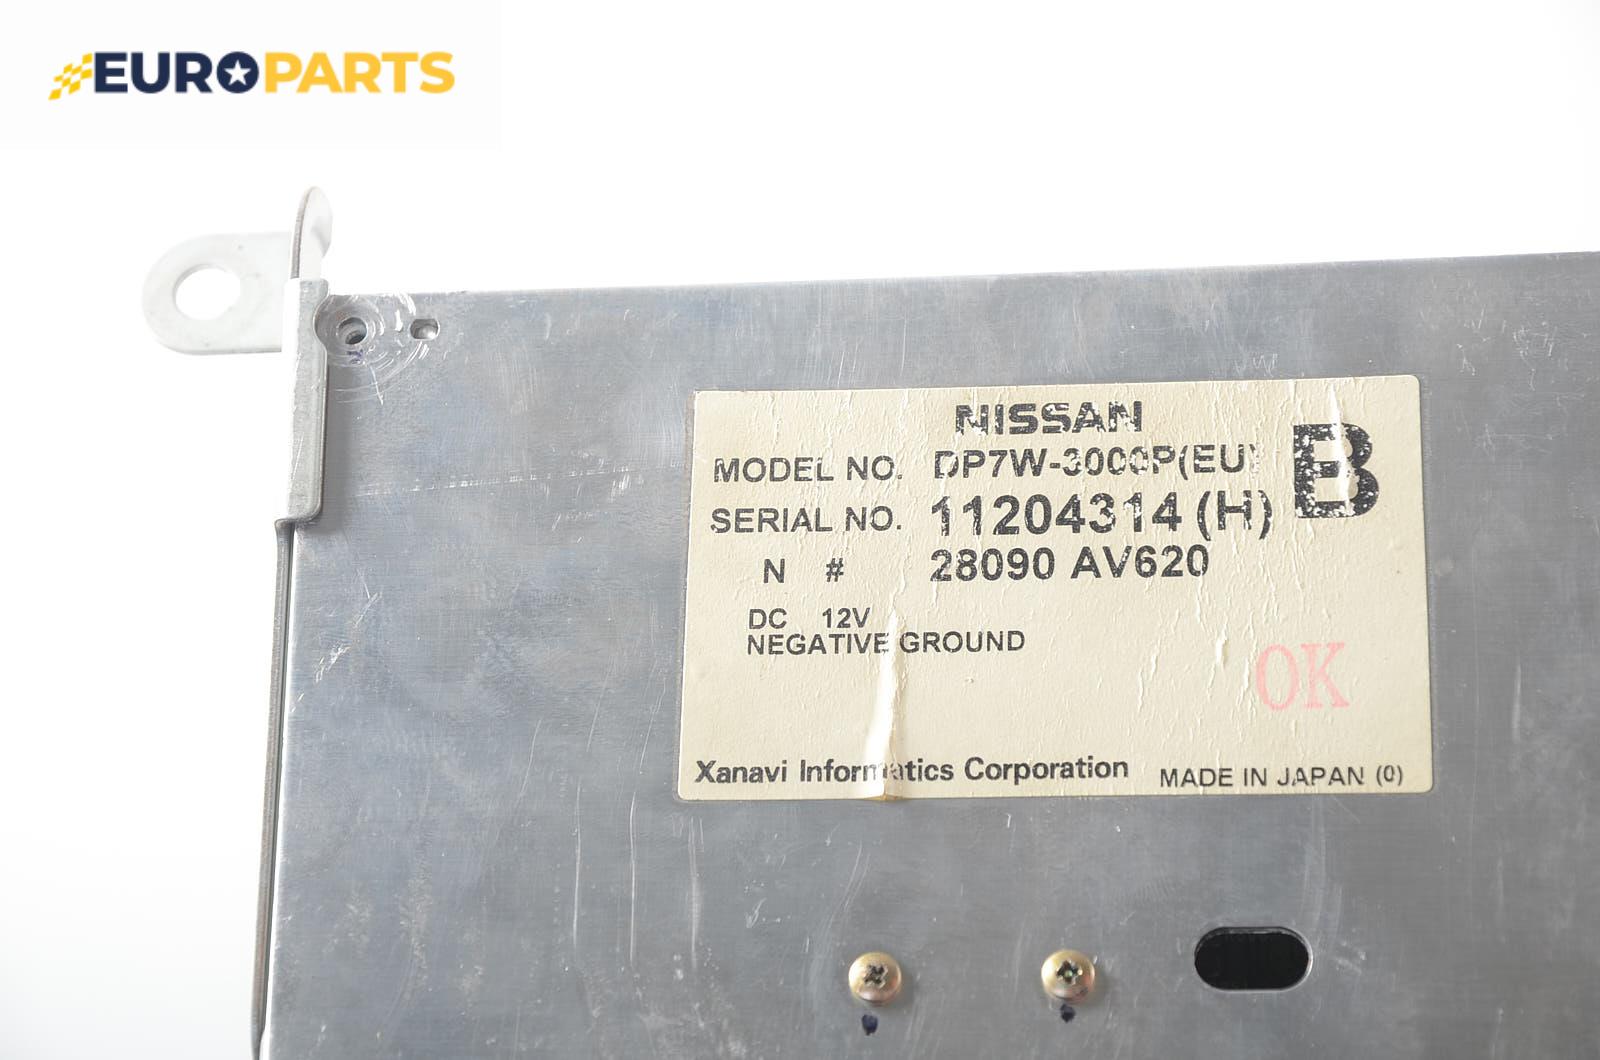 EUROPARTS
NISSAN
MODEL NO. DP7W-3000P(EU)
B
SERIAL NO. 11204314 (H)
N # 28090 AV620
DC 12V
NEGATIVE GROUND
OK
Xanavi Informatics Corporation MADE IN JAPAN (0)